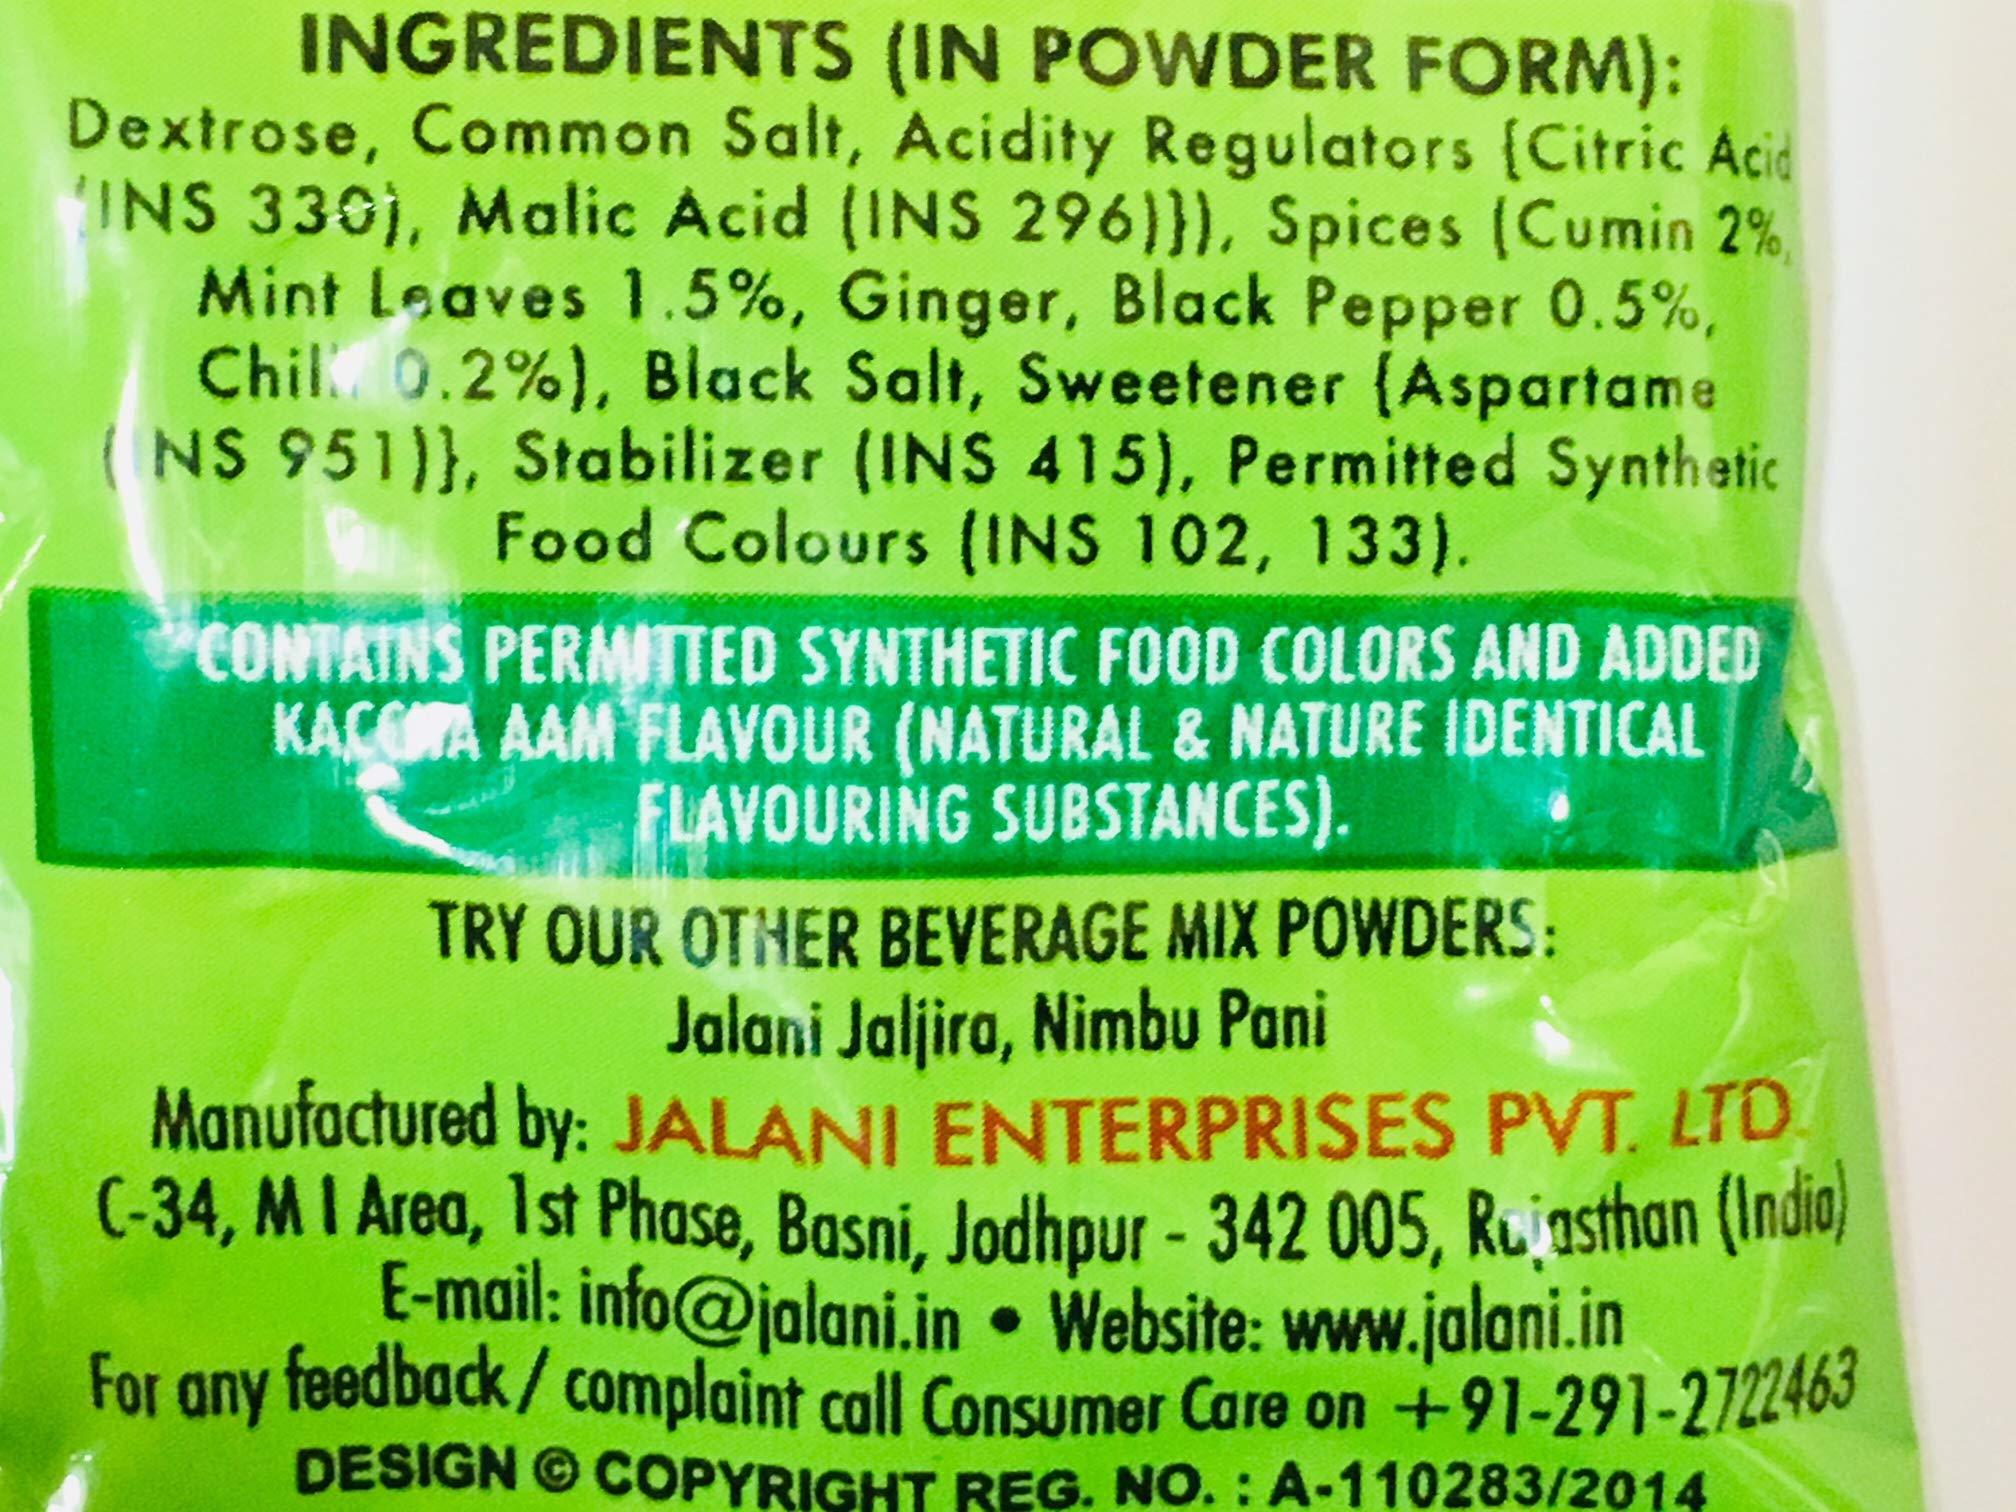 INGREDIENTS (IN POWDER FORM):
Dextrose, Common Salt, Acidity Regulators {Citric Acid
(INS 330), Malic Acid (INS 296)}), Spices (Cumin 2%,
Mint Leaves 1.5%, Ginger, Black Pepper 0.5%,
0.2%), Black Salt, Sweetener {Aspartame
(INS 951)}, Stabilizer (INS 415), Permitted Synthetic
Food Colours (INS 102, 133).
*CONTAINS PERMITTED SYNTHETIC FOOD COLORS AND ADDED
KACCHA AAM FLAVOUR (NATURAL & NATURE IDENTICAL
FLAVOURING SUBSTANCES).
TRY OUR OTHER BEVERAGE MIX POWDERS:
Jalani Jaljira, Nimbu Pani
Manufactured by: JALANI ENTERPRISES PVT. LTD.
C-34, M I Area, 1st Phase, Basni, Jodhpur - 342 005, Rajasthan (India)
E-mail: info@jalani.in • Website: www.jalani.in
For any feedback / complaint call Consumer Care on +91-291-2722463
DESIGN © COPYRIGHT REG. NO. : A-110283/2014